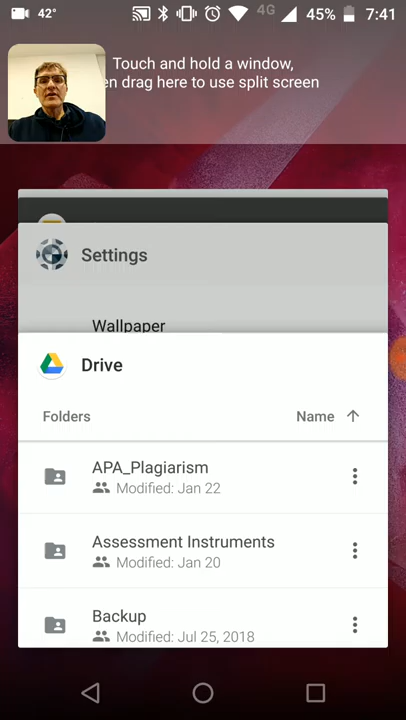 42° 4G 45% 7:41
Touch and hold a window,
en drag here to use split screen
Settings
Wallpaper
Drive
Folders Name
APA_Plagiarism
Modified: Jan 22
Assessment Instruments
Modified: Jan 20
Backup
Modified: Jul 25, 2018